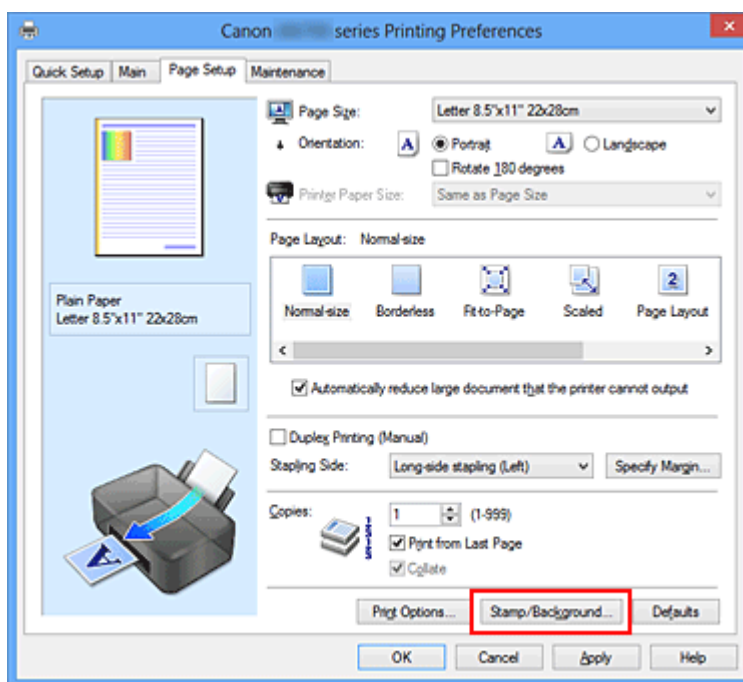 Canon series Printing Preferences
Quick Setup Main Page Setup Maintenance
Page Size: Letter 8.5"x11" 22x28cm
Orientation: A Portrait A Landscape
Rotate 180 degrees
Printer Paper Size: Same as Page Size
Page Layout: Normal-size
2
Normal-size Borderless Fit-to-Page Scaled Page Layout
Plain Paper
Letter 8.5"x11" 22x28cm
Automatically reduce large document that the printer cannot output
Duplex Printing (Manual)
Stapling Side: Long-side stapling (Left) Specify Margin...
Copies: 1 (1-999)
Print from Last Page
Collate
A
Print Options... Stamp/Background... Defaults
OK Cancel Apply Help